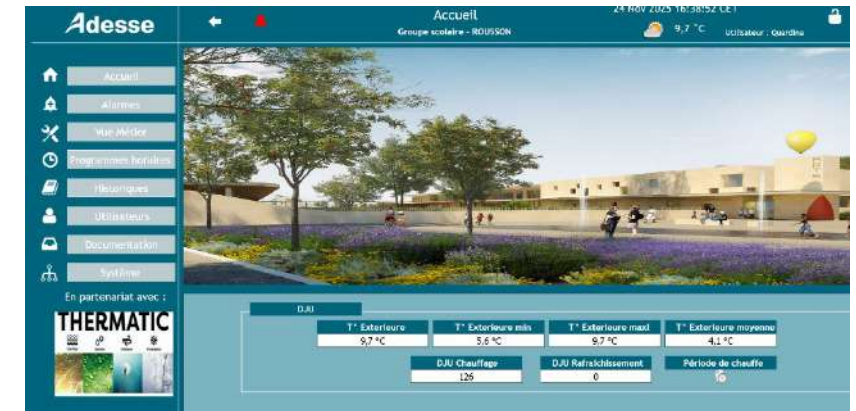 Adesse
Accueil
Groupe scolaire - ROUSSON
24 Nov 2025 16:38:52 CET
9,7 °C
Utilisateur : Quardina
Accueil
Alarmes
Vue Métier
Programmes horaires
Historiques
Utilisateurs
Documentation
Système
En partenariat avec :
THERMATIC
DJU
T° Exterieure
T° Exterieure min
T° Exterieure maxi
T° Exterieure moyenne
9,7 °C
5,6 °C
9,7 °C
4,1 °C
DJU Chauffage
DJU Rafraichissement
Période de chauffe
126
0